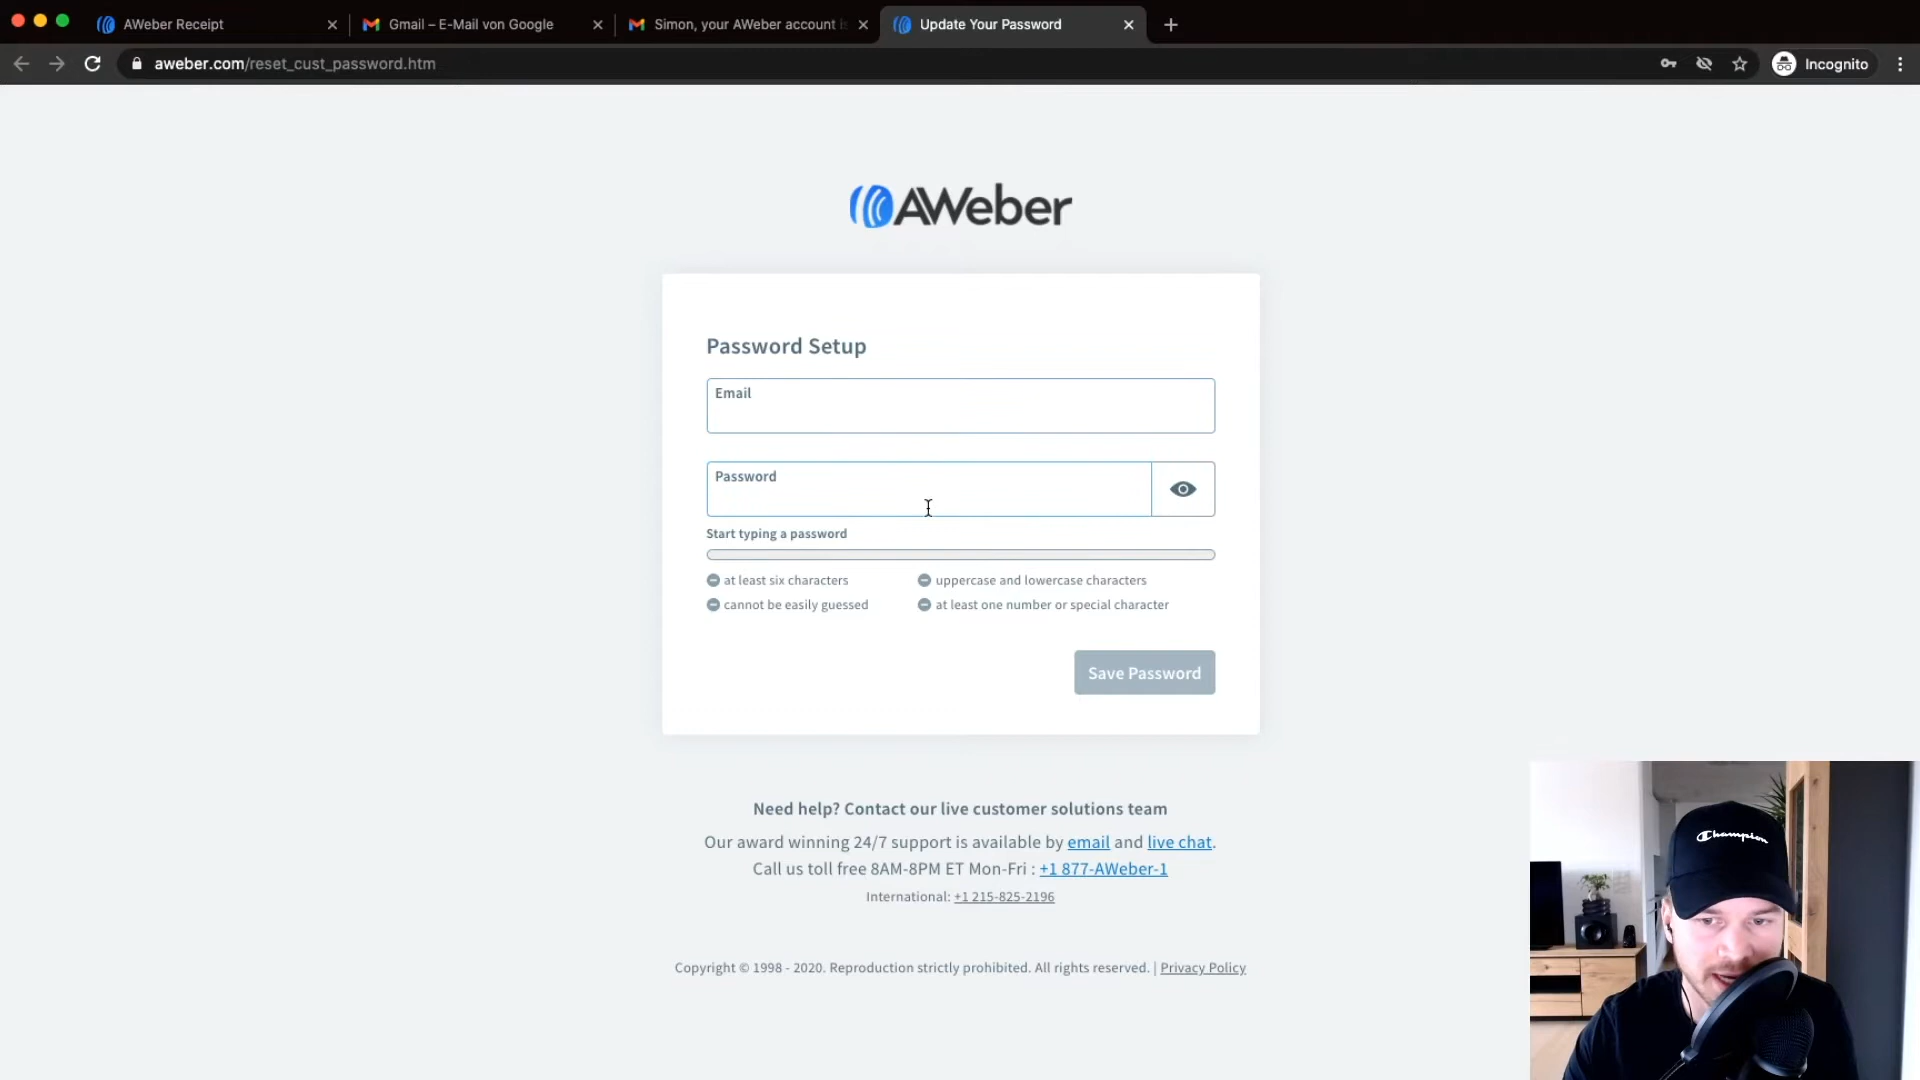 AWeber Receipt
Gmail – E-Mail von Google
Simon, your AWeber account is
Update Your Password
aweber.com/reset_cust_password.htm
Incognito
AWeber
Password Setup
Email
Password
Start typing a password
at least six characters
uppercase and lowercase characters
cannot be easily guessed
at least one number or special character
Save Password
Need help? Contact our live customer solutions team
Our award winning 24/7 support is available by email and live chat.
Call us toll free 8AM-8PM ET Mon-Fri : +1 877-AWeber-1
International: +1 215-825-2196
Copyright © 1998 - 2020. Reproduction strictly prohibited. All rights reserved. | Privacy Policy
Champion